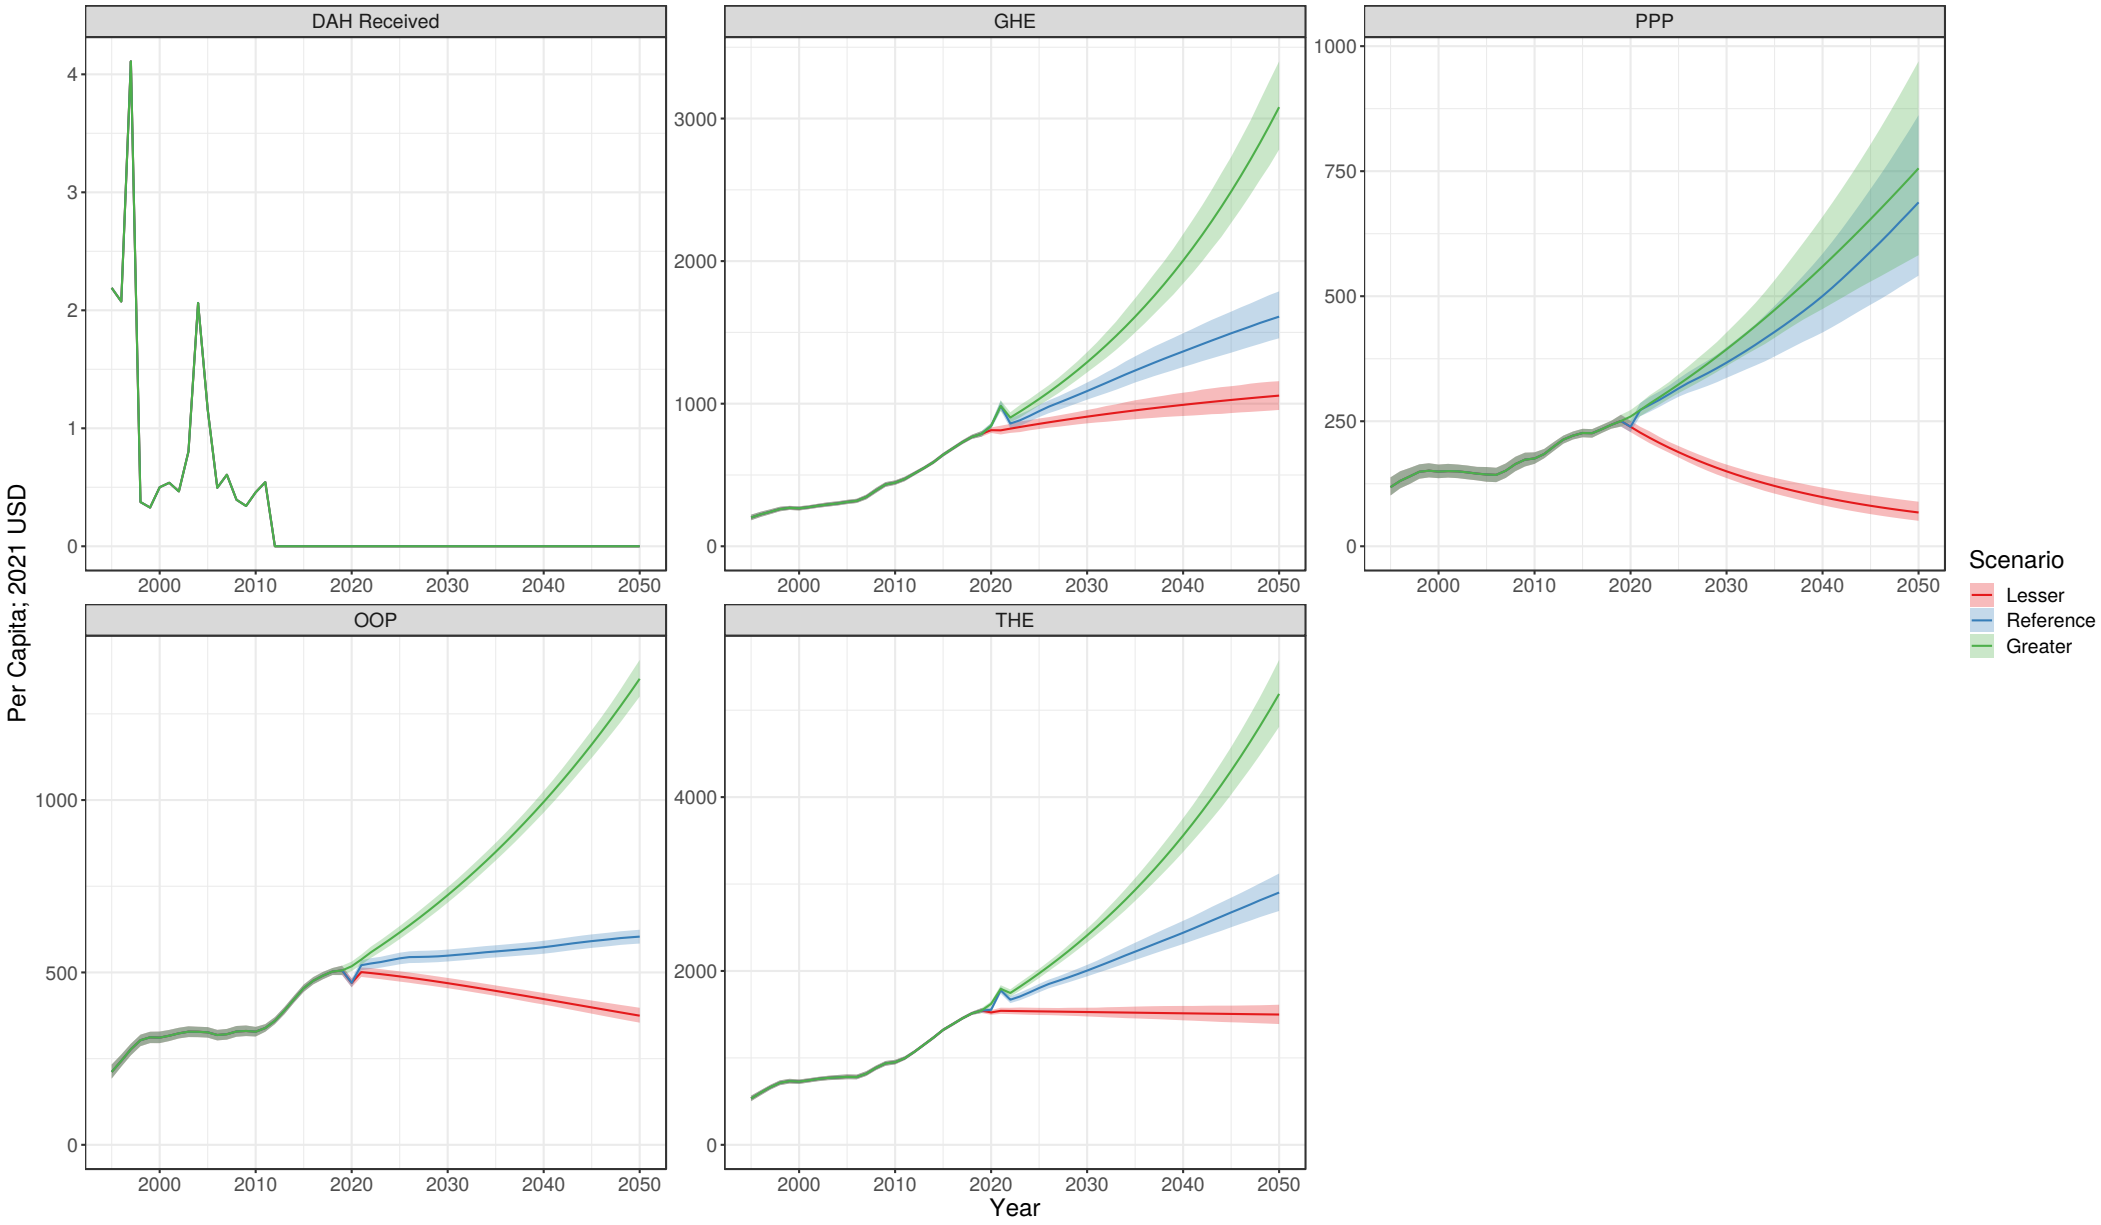 DAH Received
GHE
PPP
4
3
2
1
0
3000
2000
1000
0
1000
750
500
250
0
2000 2010 2020 2030 2040 2050
2000 2010 2020 2030 2040 2050
2000 2010 2020 2030 2040 2050
Per Capita; 2021 USD
OOP
THE
1000
500
0
4000
2000
0
2000 2010 2020 2030 2040 2050
2000 2010 2020 2030 2040 2050
Year
Scenario
Lesser
Reference
Greater